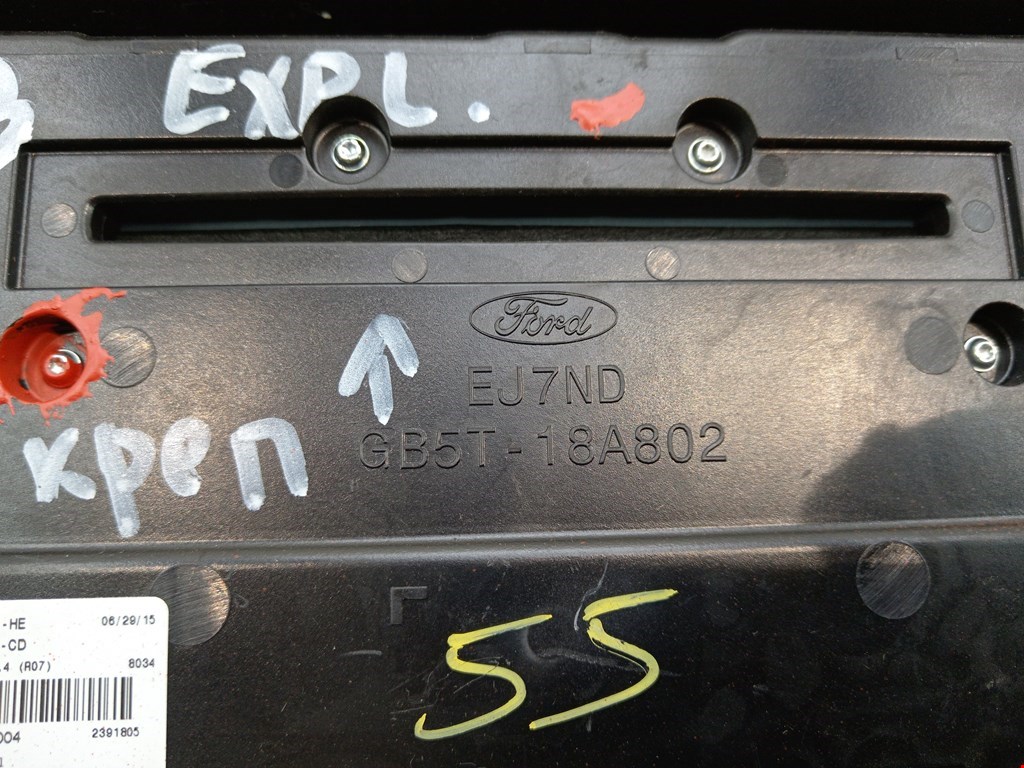 EXPL.
Ford
EJ7ND
GB5T-18A802
креп
-HE 06/29/15
-CD
.4 (R07) 8034
004 2391805
55